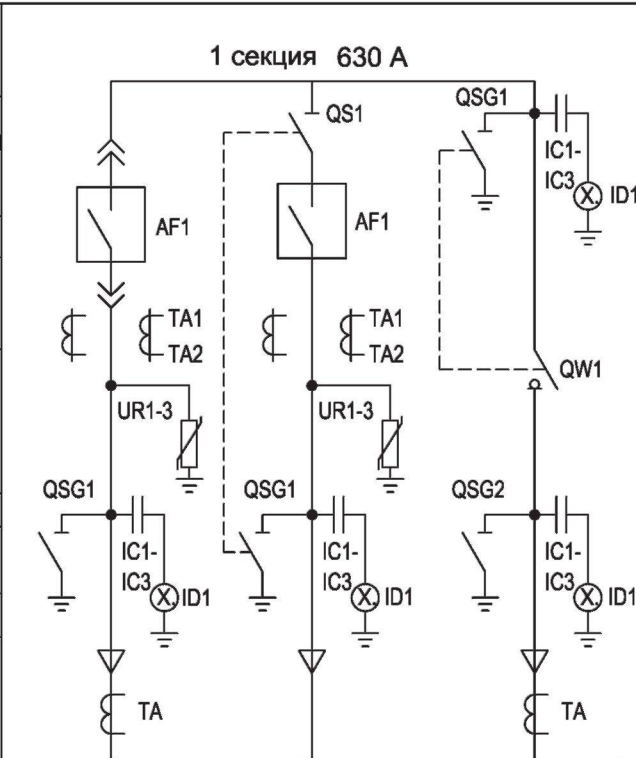 1 секция 630 А
QS1
QSG1
IC1-
IC3
ID1
AF1
AF1
TA1
TA2
TA1
TA2
QW1
UR1-3
UR1-3
QSG1
QSG1
QSG2
IC1-
IC3
ID1
IC1-
IC3
ID1
IC1-
IC3
ID1
TA
TA